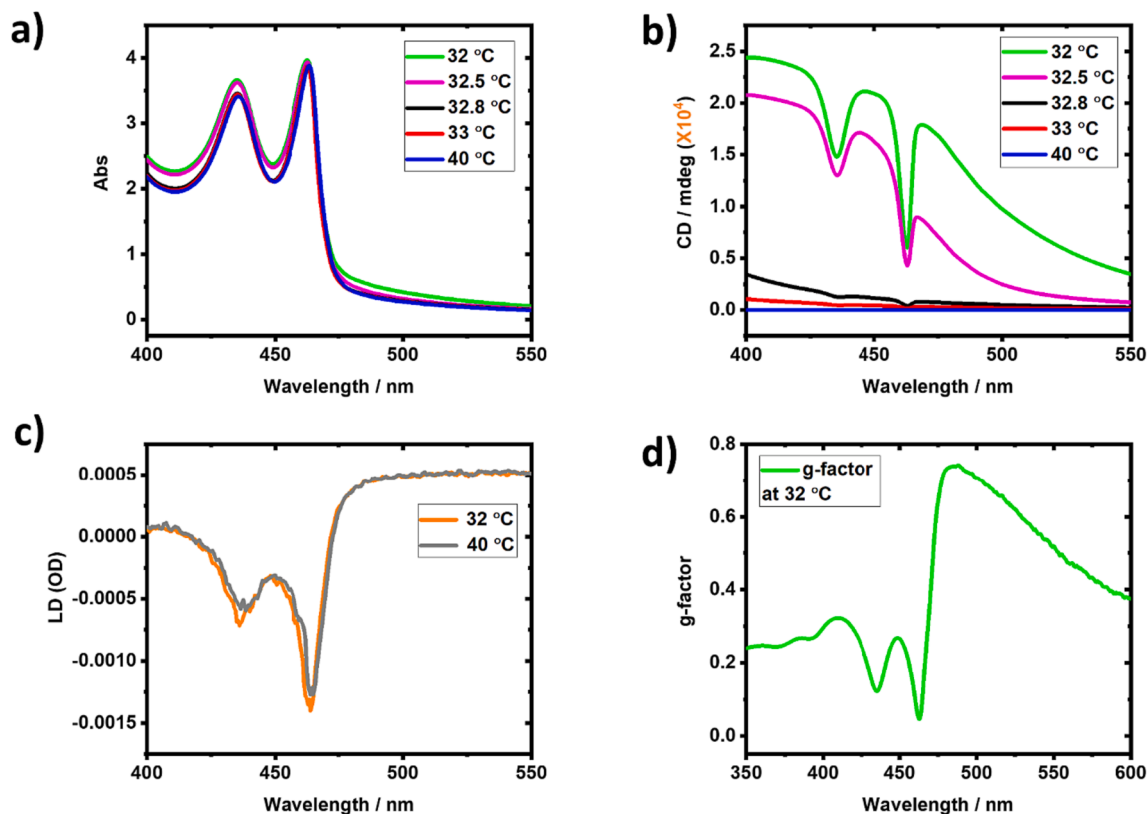 a)
4
3
2
1
0
Abs
32 °C
32.5 °C
32.8 °C
33 °C
40 °C
400 450 500 550
Wavelength / nm
b)
2.5
2.0
1.5
1.0
0.5
0.0
CD / mdeg (X10⁴)
32 °C
32.5 °C
32.8 °C
33 °C
40 °C
400 450 500 550
Wavelength / nm
c)
0.0005
0.0000
-0.0005
-0.0010
-0.0015
LD (OD)
32 °C
40 °C
400 450 500 550
Wavelength / nm
d)
0.8
0.6
0.4
0.2
0.0
g-factor
g-factor
at 32 °C
350 400 450 500 550 600
Wavelength / nm